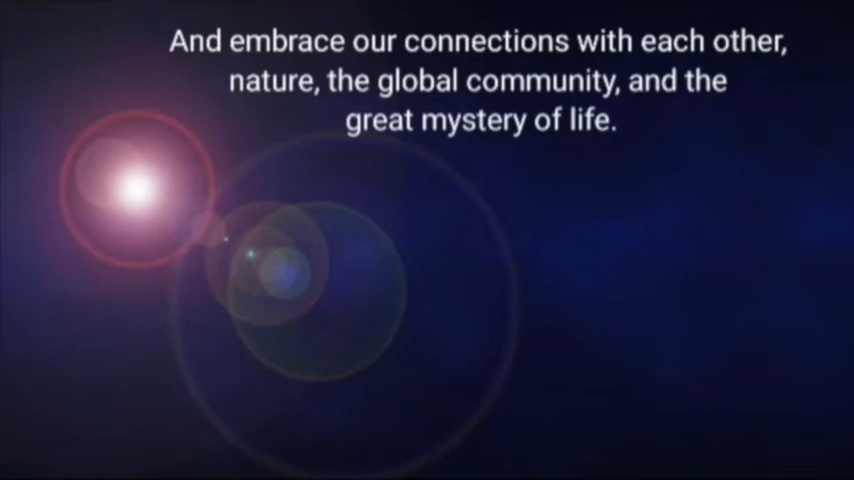 And embrace our connections with each other,
nature, the global community, and the
great mystery of life.